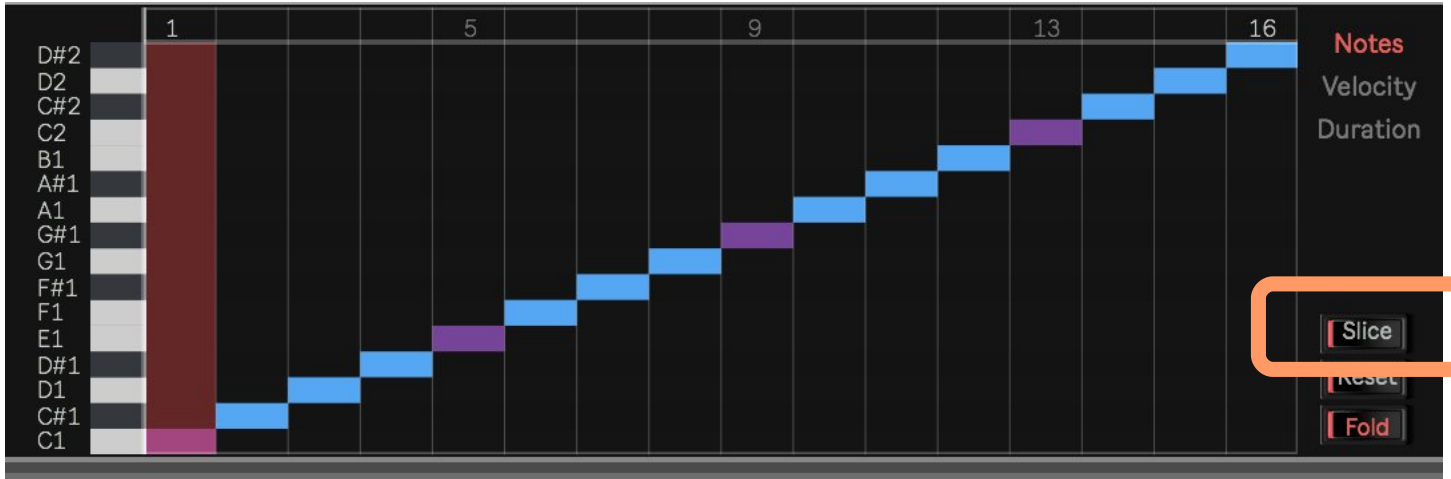 1 5 9 13 16
D#2
D2
C#2
C2
B1
A#1
A1
G#1
G1
F#1
F1
E1
D#1
D1
C#1
C1
Notes
Velocity
Duration
Slice
Reset
Fold